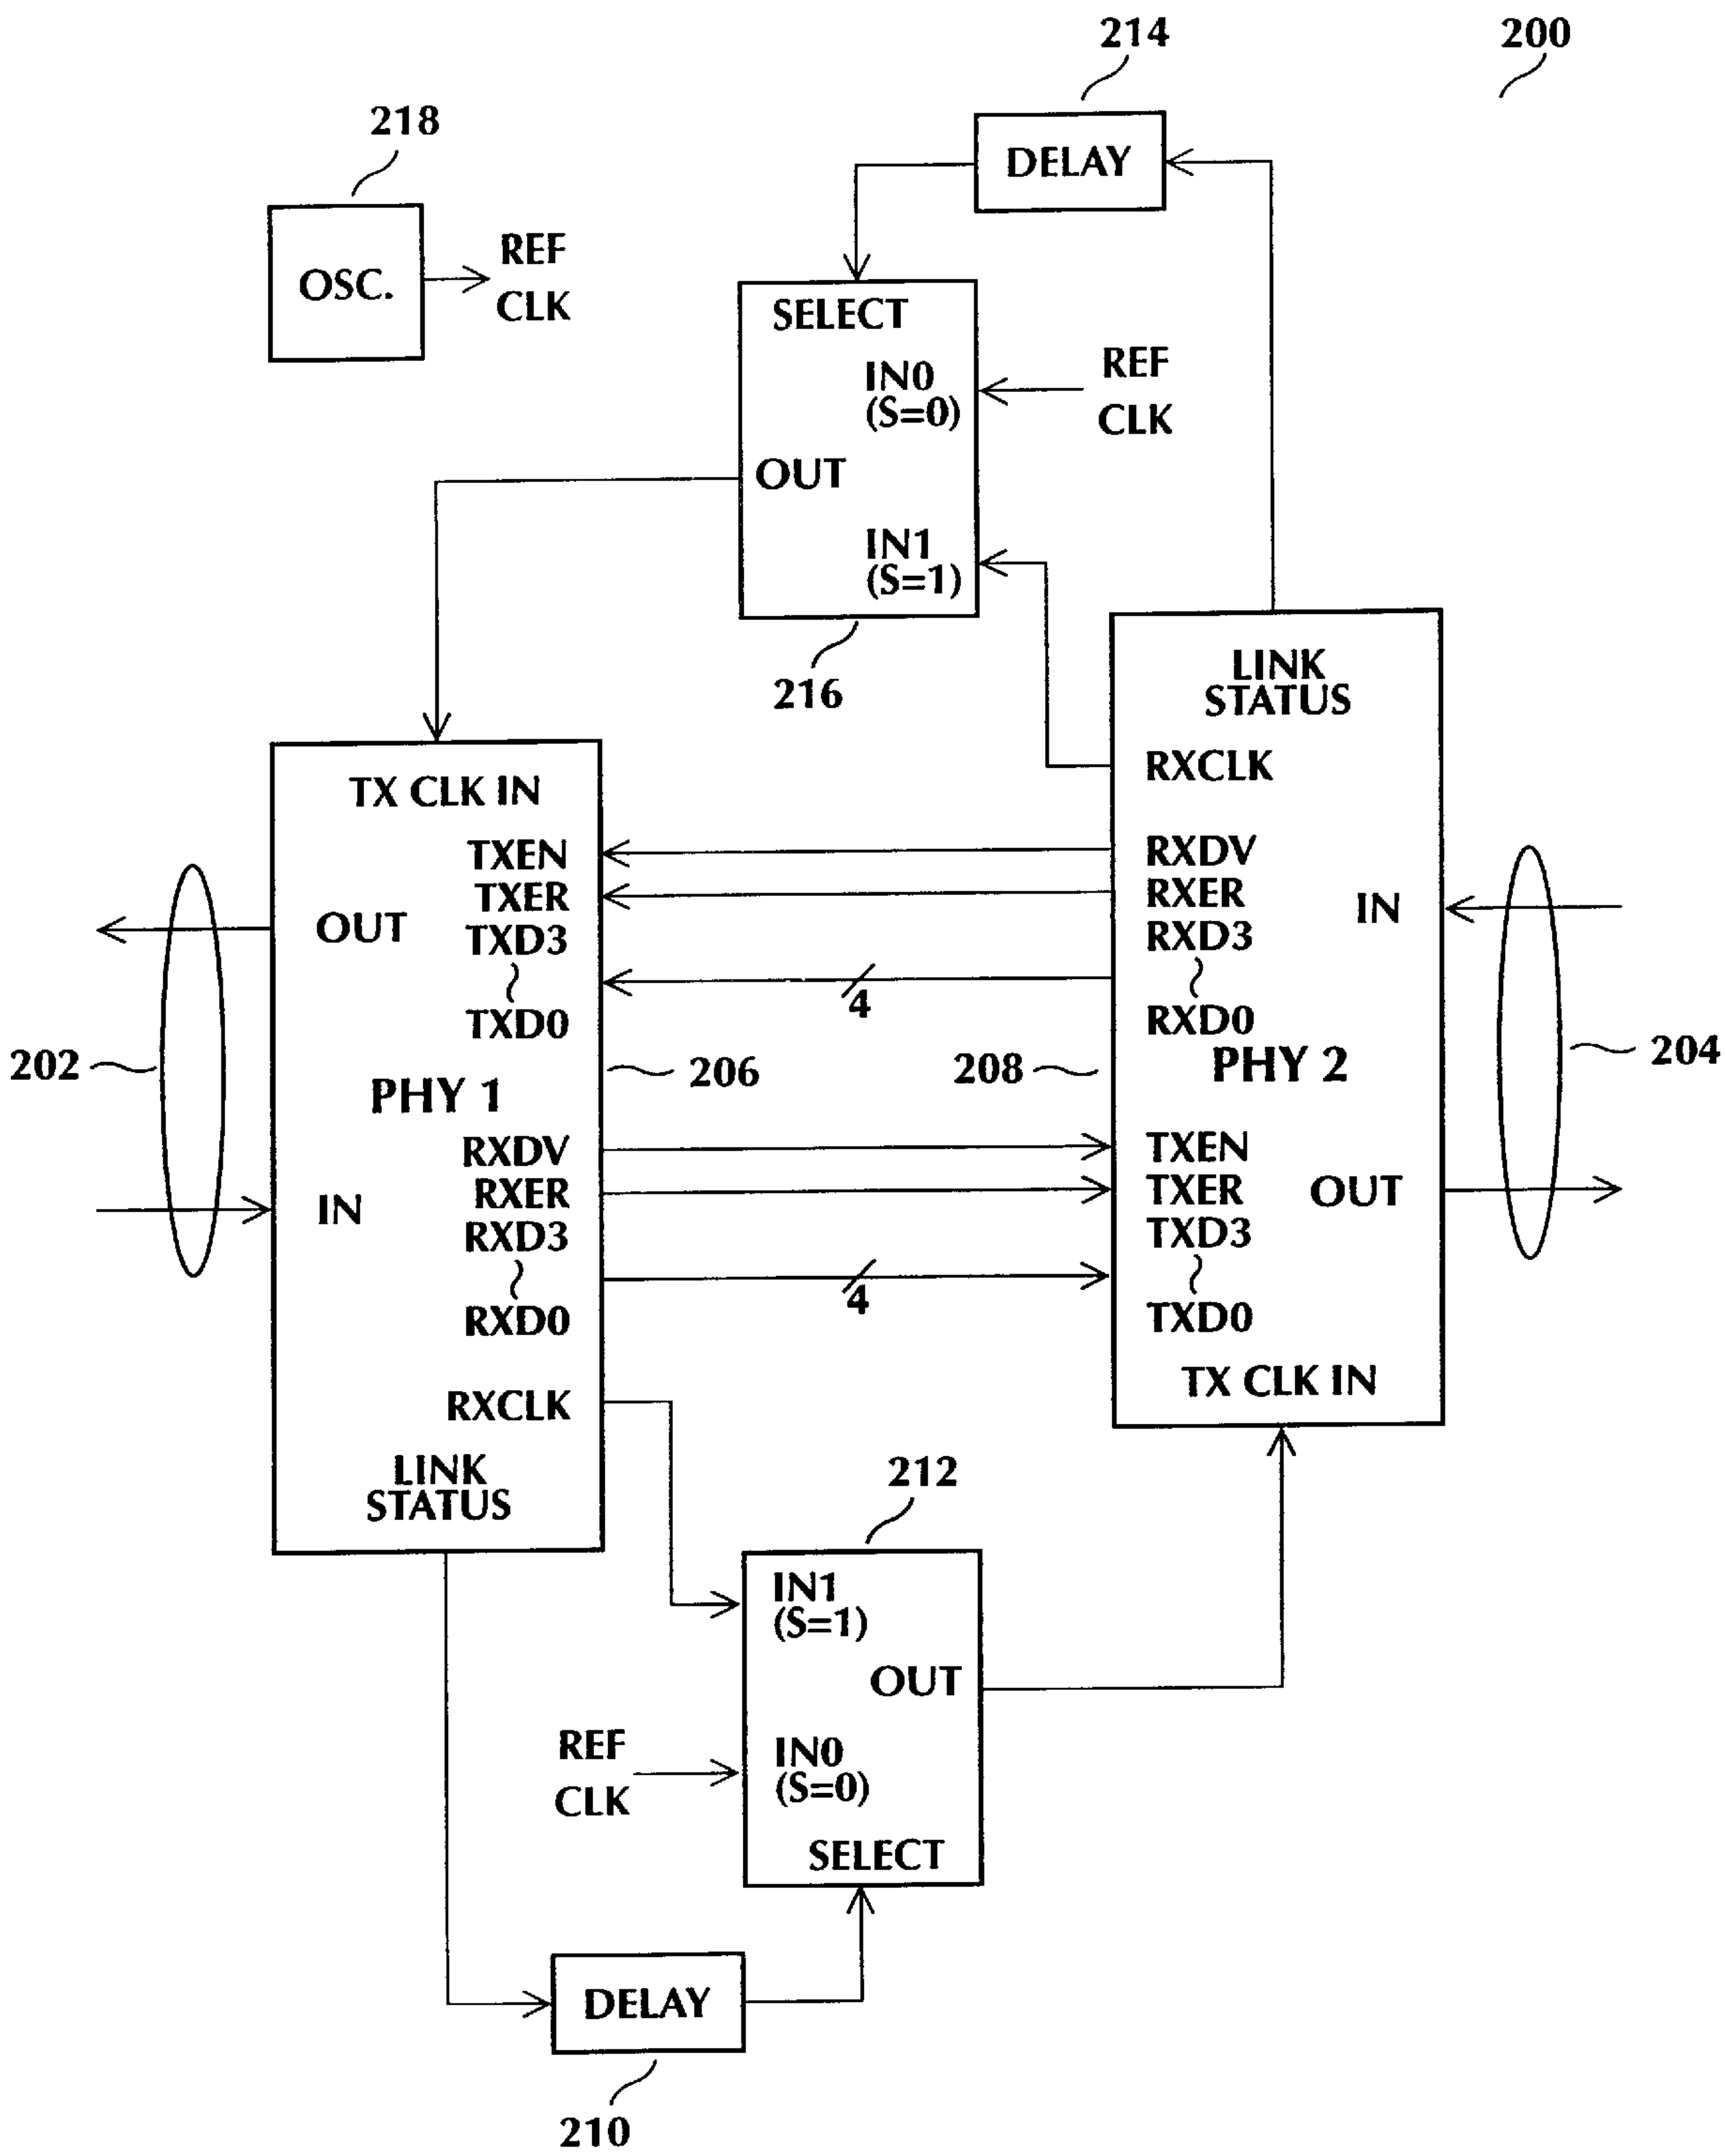 214
200
218
DELAY
OSC.
REF
CLK
SELECT
IN0
(S=0)
REF
CLK
OUT
IN1
(S=1)
216
LINK
STATUS
RXCLK
TX CLK IN
TXEN
RXDV
TXER
RXER
OUT
TXD3
RXD3
IN
4
TXD0
RXD0
202
206
208
PHY 2
204
PHY 1
RXDV
TXEN
RXER
TXER
IN
OUT
RXD3
TXD3
4
RXD0
TXD0
TX CLK IN
RXCLK
LINK
STATUS
212
IN1
(S=1)
OUT
REF
CLK
IN0
(S=0)
SELECT
DELAY
210